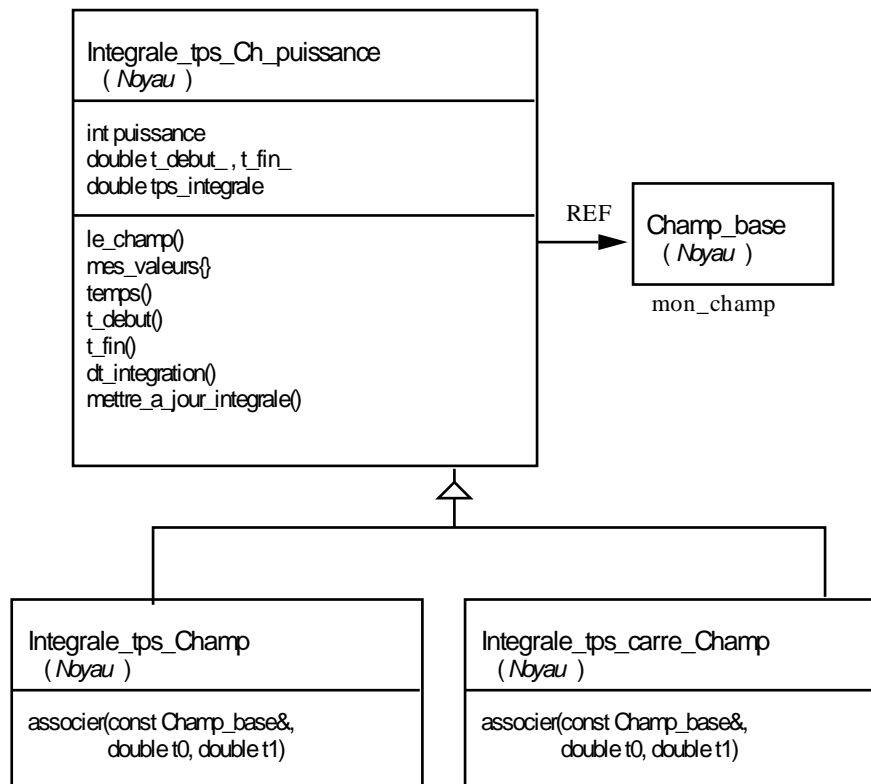 Integrale_tps_Ch_puissance
( Noyau )
int puissance
double t_debut_ , t_fin_
double tps_integrale
le_champ()
mes_valeurs{}
temps()
t_debut()
t_fin()
dt_integration()
mettre_a_jour_integrale()
REF
Champ_base
( Noyau )
mon_champ
Integrale_tps_Champ
( Noyau )
associer(const Champ_base&,
double t0, double t1)
Integrale_tps_carre_Champ
( Noyau )
associer(const Champ_base&,
double t0, double t1)